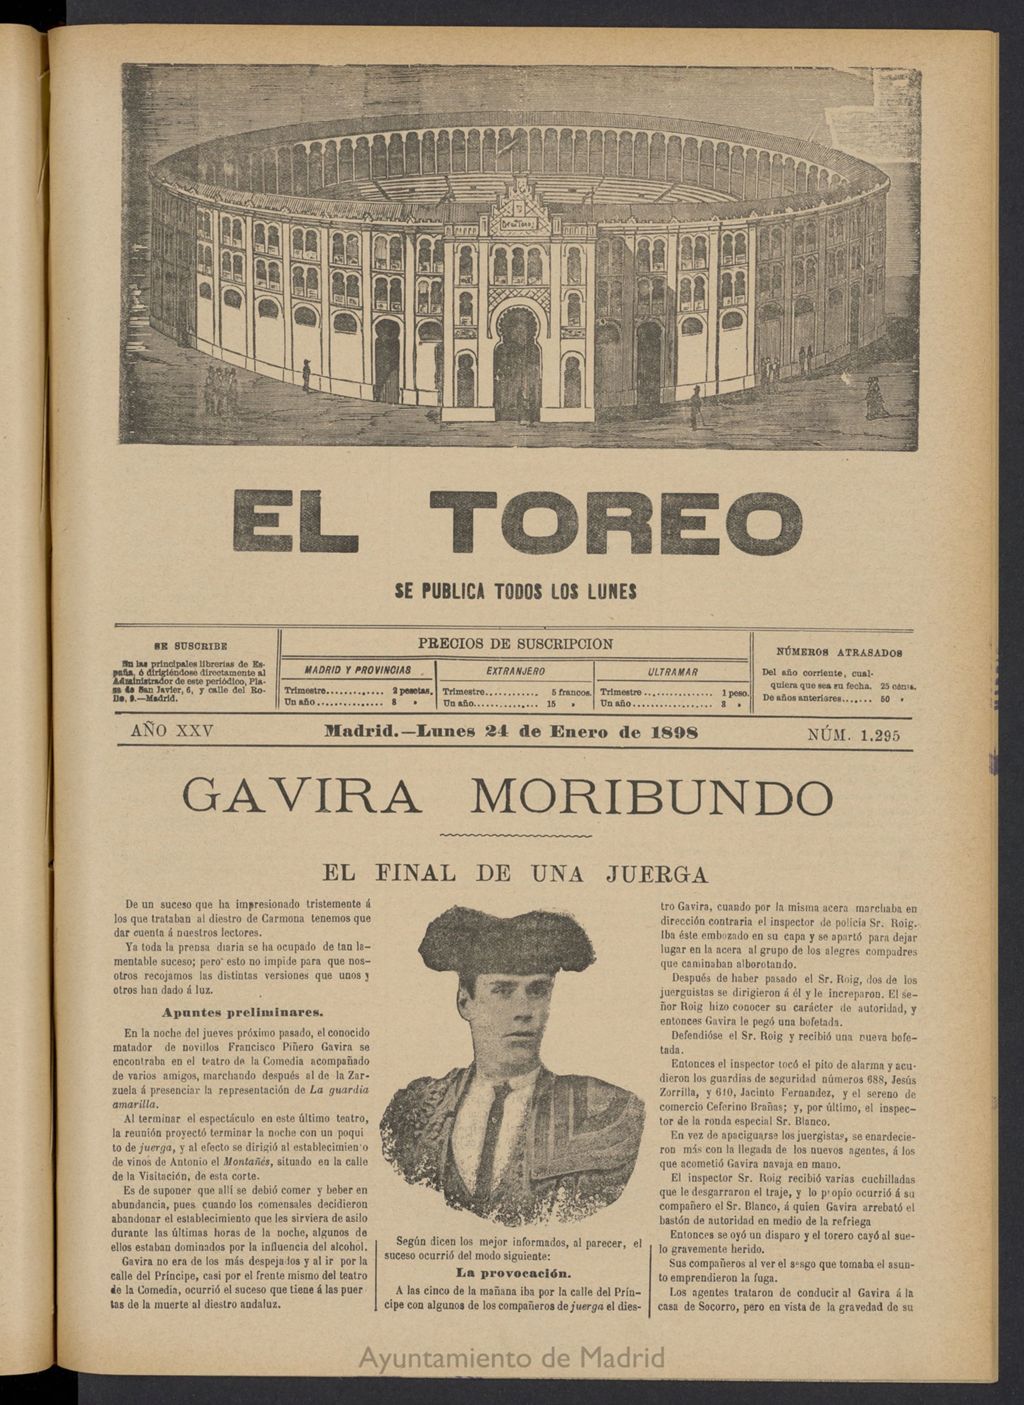 EL TOREO
SE PUBLICA TODOS LOS LUNES
SE SUSCRIBE
En las principales librerias de Es-
paña, ó dirigiéndose directamente al
Administrador de este periódico, Pla-
za de San Javier, 6, y calle del Ro-
llo, 9.—Madrid.
PRECIOS DE SUSCRIPCION
MADRID Y PROVINCIAS
Trimestre............ 2 pesetas.
Un año............... 8 »
EXTRANJERO
Trimestre............ 5 francos.
Un año............... 15 »
ULTRAMAR
Trimestre............ 1 peso.
Un año............... 3 »
NÚMEROS ATRASADOS
Del año corriente, cual-
quiera que sea su fecha. 25 cénts.
De años anteriores....... 50 »
AÑO XXV
Madrid.—Lunes 24 de Enero de 1898
NÚM. 1.295
GAVIRA MORIBUNDO
EL FINAL DE UNA JUERGA
De un suceso que ha impresionado tristemente á
los que trataban al diestro de Carmona tenemos que
dar cuenta á nuestros lectores.
Ya toda la prensa diaria se ha ocupado de tan la-
mentable suceso; pero esto no impide para que nos-
otros recojamos las distintas versiones que unos y
otros han dado á luz.
Apuntes preliminares.
En la noche del jueves próximo pasado, el conocido
matador de novillos Francisco Piñero Gavira se
encontraba en el teatro de la Comedia acompañado
de varios amigos, marchando después al de la Zar-
zuela á presenciar la representación de La guardia
amarilla.
Al terminar el espectáculo en este último teatro,
la reunión proyectó terminar la noche con un poqui
to de juerga, y al efecto se dirigió al establecimiento
de vinos de Antonio el Montañés, situado en la calle
de la Visitación, de esta corte.
Es de suponer que allí se debió comer y beber en
abundancia, pues cuando los comensales decidieron
abandonar el establecimiento que les sirviera de asilo
durante las últimas horas de la noche, algunos de
ellos estaban dominados por la influencia del alcohol.
Gavira no era de los más despejados y al ir por la
calle del Príncipe, casi por el frente mismo del teatro
de la Comedia, ocurrió el suceso que tiene á las puer
tas de la muerte al diestro andaluz.
Según dicen los mejor informados, al parecer, el
suceso ocurrió del modo siguiente:
La provocación.
A las cinco de la mañana iba por la calle del Prín-
cipe con algunos de los compañeros de juerga el dies-
tro Gavira, cuando por la misma acera marchaba en
dirección contraria el inspector de policía Sr. Roig.
Iba éste embozado en su capa y se apartó para dejar
lugar en la acera al grupo de los alegres compadres
que caminaban alborotando.
Después de haber pasado el Sr. Roig, dos de los
juerguistas se dirigieron á él y le increparon. El se-
ñor Roig hizo conocer su carácter de autoridad, y
entonces Gavira le pegó una bofetada.
Defendióse el Sr. Roig y recibió una nueva bofe-
tada.
Entonces el inspector tocó el pito de alarma y acu-
dieron los guardias de seguridad números 688, Jesús
Zorrilla, y 610, Jacinto Fernandez, y el sereno de
comercio Ceferino Brañas; y, por último, el inspec-
tor de la ronda especial Sr. Blanco.
En vez de apaciguarse los juergistas, se enardecie-
ron más con la llegada de los nuevos agentes, á los
que acometió Gavira navaja en mano.
El inspector Sr. Roig recibió varias cuchilladas
que le desgarraron el traje, y lo propio ocurrió á su
compañero el Sr. Blanco, á quien Gavira arrebató el
bastón de autoridad en medio de la refriega
Entonces se oyó un disparo y el torero cayó al sue-
lo gravemente herido.
Sus compañeros al ver el sesgo que tomaba el asun-
to emprendieron la fuga.
Los agentes trataron de conducir al Gavira á la
casa de Socorro, pero en vista de la gravedad de su
Ayuntamiento de Madrid